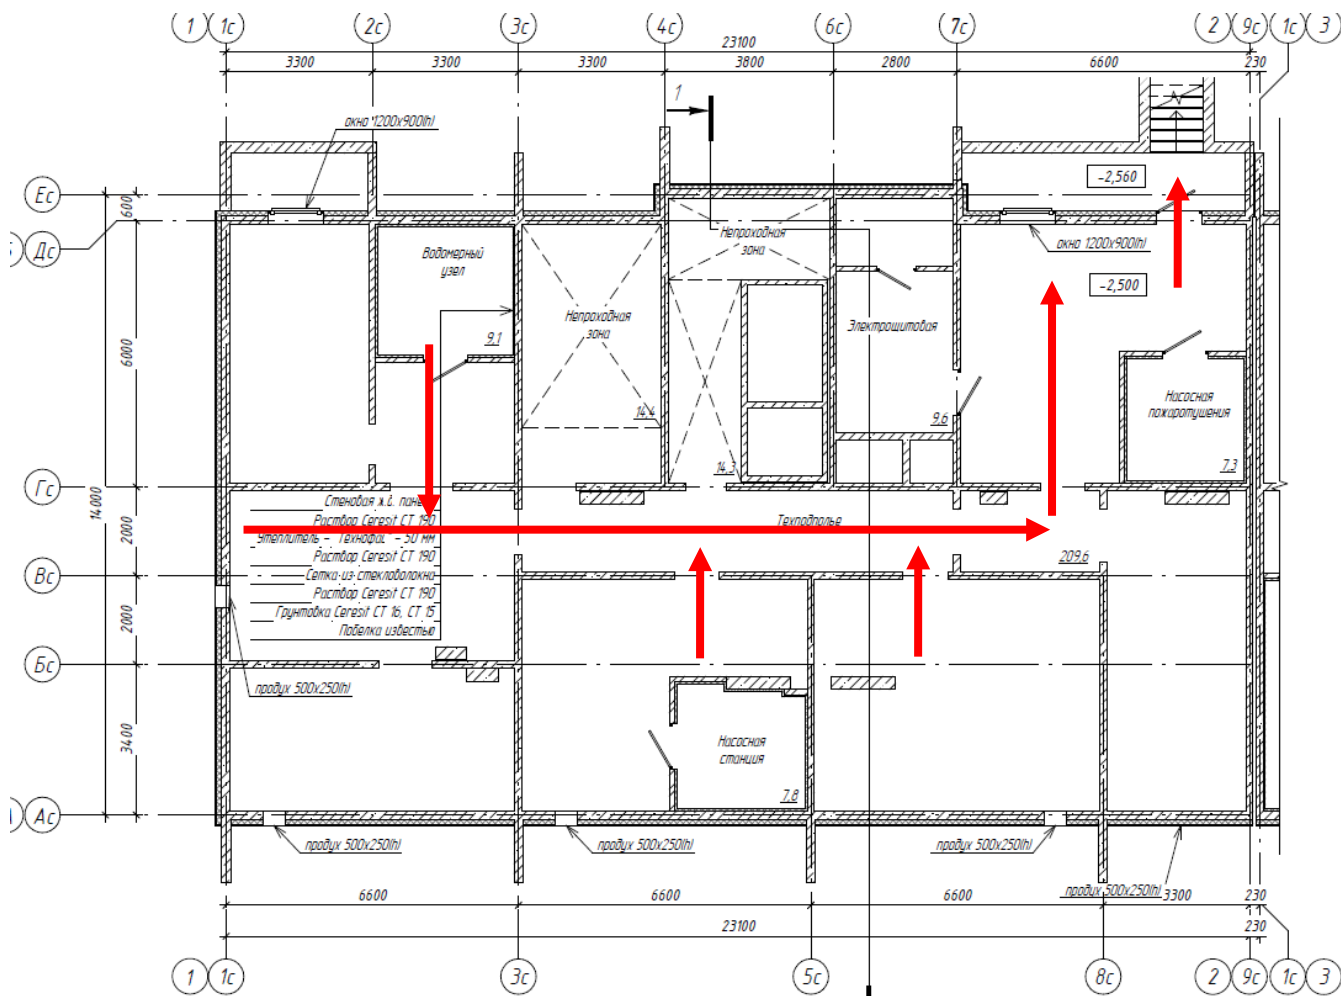 1 1с 2с 3с 4с 6с 7с 2 9с 1с 3
23100
3300 3300 3300 3800 2800 6600 230
1
окно 1200х900(h)
-2,560
Ес
600
Дс
Водомерный
узел
Непроходная
зона
окно 1200х900(h)
-2,500
Непроходная
зона
Электрощитовая
9,1
6000
Насосная
пожаротушения
14,4
9,6
14,3
7,3
Гс
14000
Стеновая ж.б.
Раствор Ceresit CT 190
Техподполье
Утеплитель - "Технофас" - 50 мм
2000
Раствор Ceresit CT 190
209,6
Вс
Сетка из стекловолокна
Раствор Ceresit CT 190
Грунтовка Ceresit CT 16, CT 15
2000
Побелка известью
Бс
продух 500х250(h)
3400
Насосная
станция
7,8
Ас
продух 500х250(h) продух 500х250(h) продух 500х250(h)
продух 500х250(h)
6600 6600 6600 3300 230
23100 230
1 1с 3с 5с 8с 2 9с 1с 3